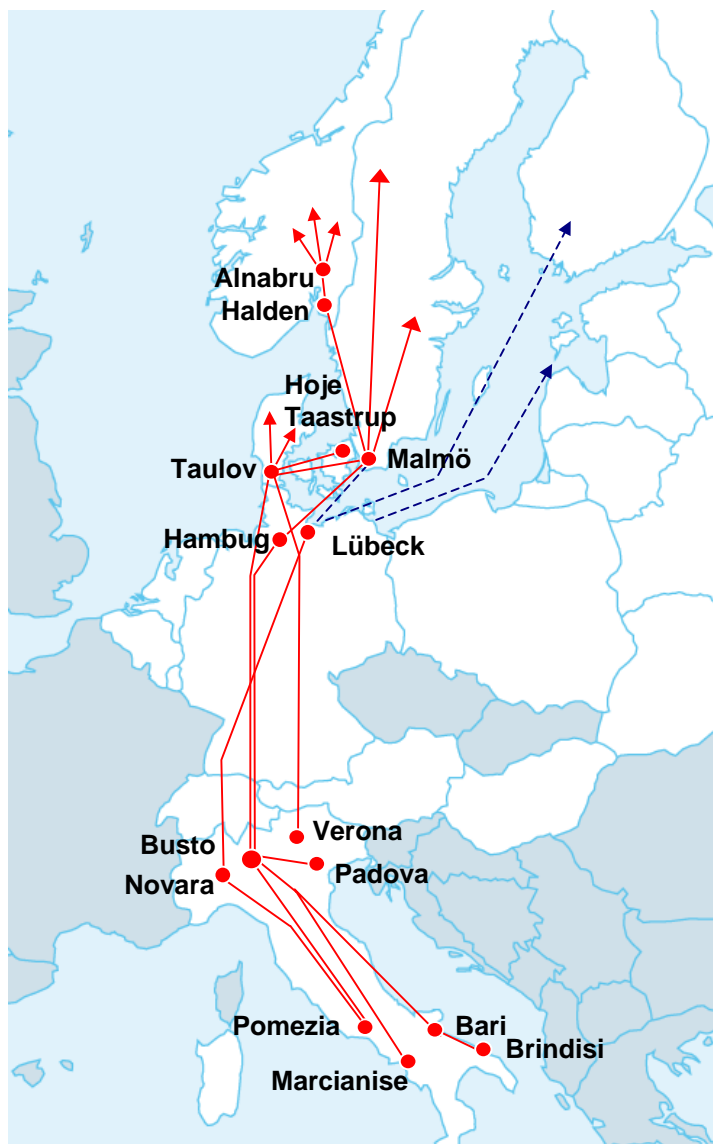 Alnabru
Halden
Hoje
Taastrup
Taulov
Malmö
Hambug
Lübeck
Verona
Busto
Padova
Novara
Pomezia
Bari
Brindisi
Marcianise